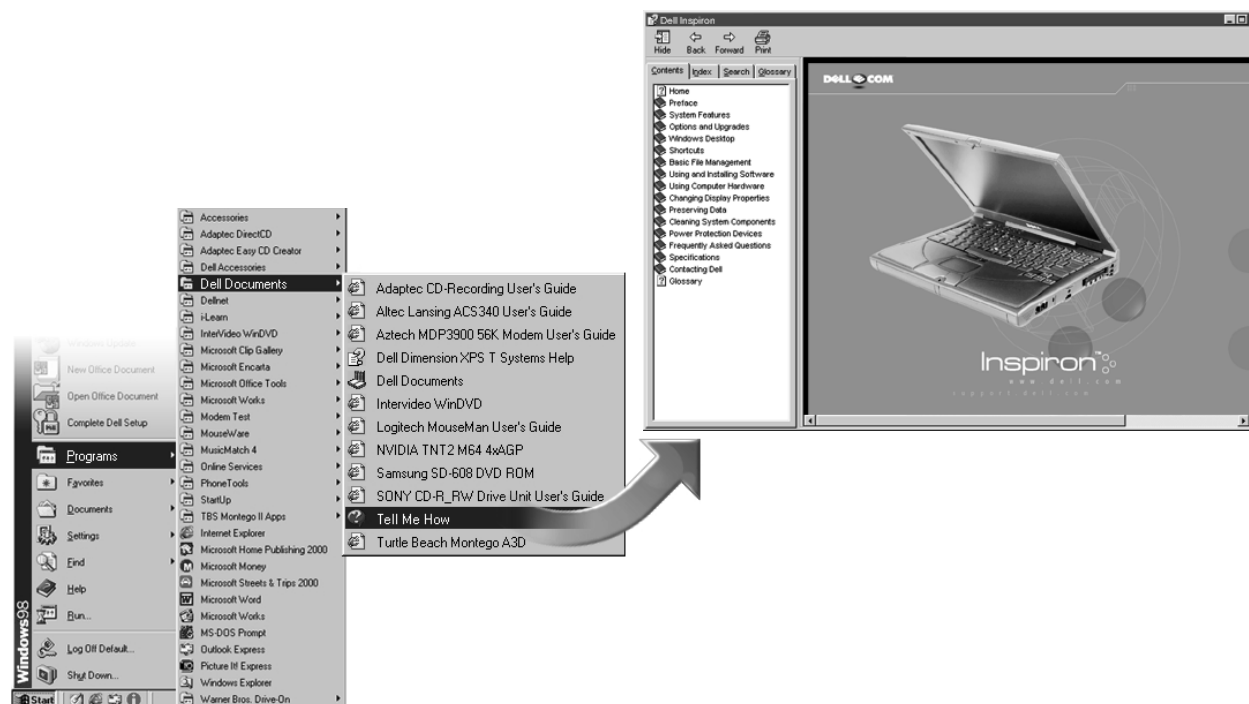 Windows Update
New Office Document
Open Office Document
Complete Dell Setup
Programs
Favorites
Documents
Settings
Find
Help
Run...
Log Off Default...
Shut Down...
Windows98
Start
Accessories
Adaptec DirectCD
Adaptec Easy CD Creator
Dell Accessories
Dell Documents
Dellnet
i-Learn
InterVideo WinDVD
Microsoft Clip Gallery
Microsoft Encarta
Microsoft Office Tools
Microsoft Works
Modem Test
MouseWare
MusicMatch 4
Online Services
PhoneTools
StartUp
TBS Montego II Apps
Internet Explorer
Microsoft Home Publishing 2000
Microsoft Money
Microsoft Streets & Trips 2000
Microsoft Word
Microsoft Works
MS-DOS Prompt
Outlook Express
Picture It! Express
Windows Explorer
Warner Bros. Drive-On
Adaptec CD-Recording User's Guide
Altec Lansing ACS340 User's Guide
Aztech MDP3900 56K Modem User's Guide
Dell Dimension XPS T Systems Help
Dell Documents
Intervideo WinDVD
Logitech MouseMan User's Guide
NVIDIA TNT2 M64 4xAGP
Samsung SD-608 DVD ROM
SONY CD-R_RW Drive Unit User's Guide
Tell Me How
Turtle Beach Montego A3D
Dell Inspiron
Hide Back Forward Print
Contents Index Search Glossary
Home
Preface
System Features
Options and Upgrades
Windows Desktop
Shortcuts
Basic File Management
Using and Installing Software
Using Computer Hardware
Changing Display Properties
Preserving Data
Cleaning System Components
Power Protection Devices
Frequently Asked Questions
Specifications
Contacting Dell
Glossary
DELL.COM
Inspiron™
www.dell.com
support.dell.com